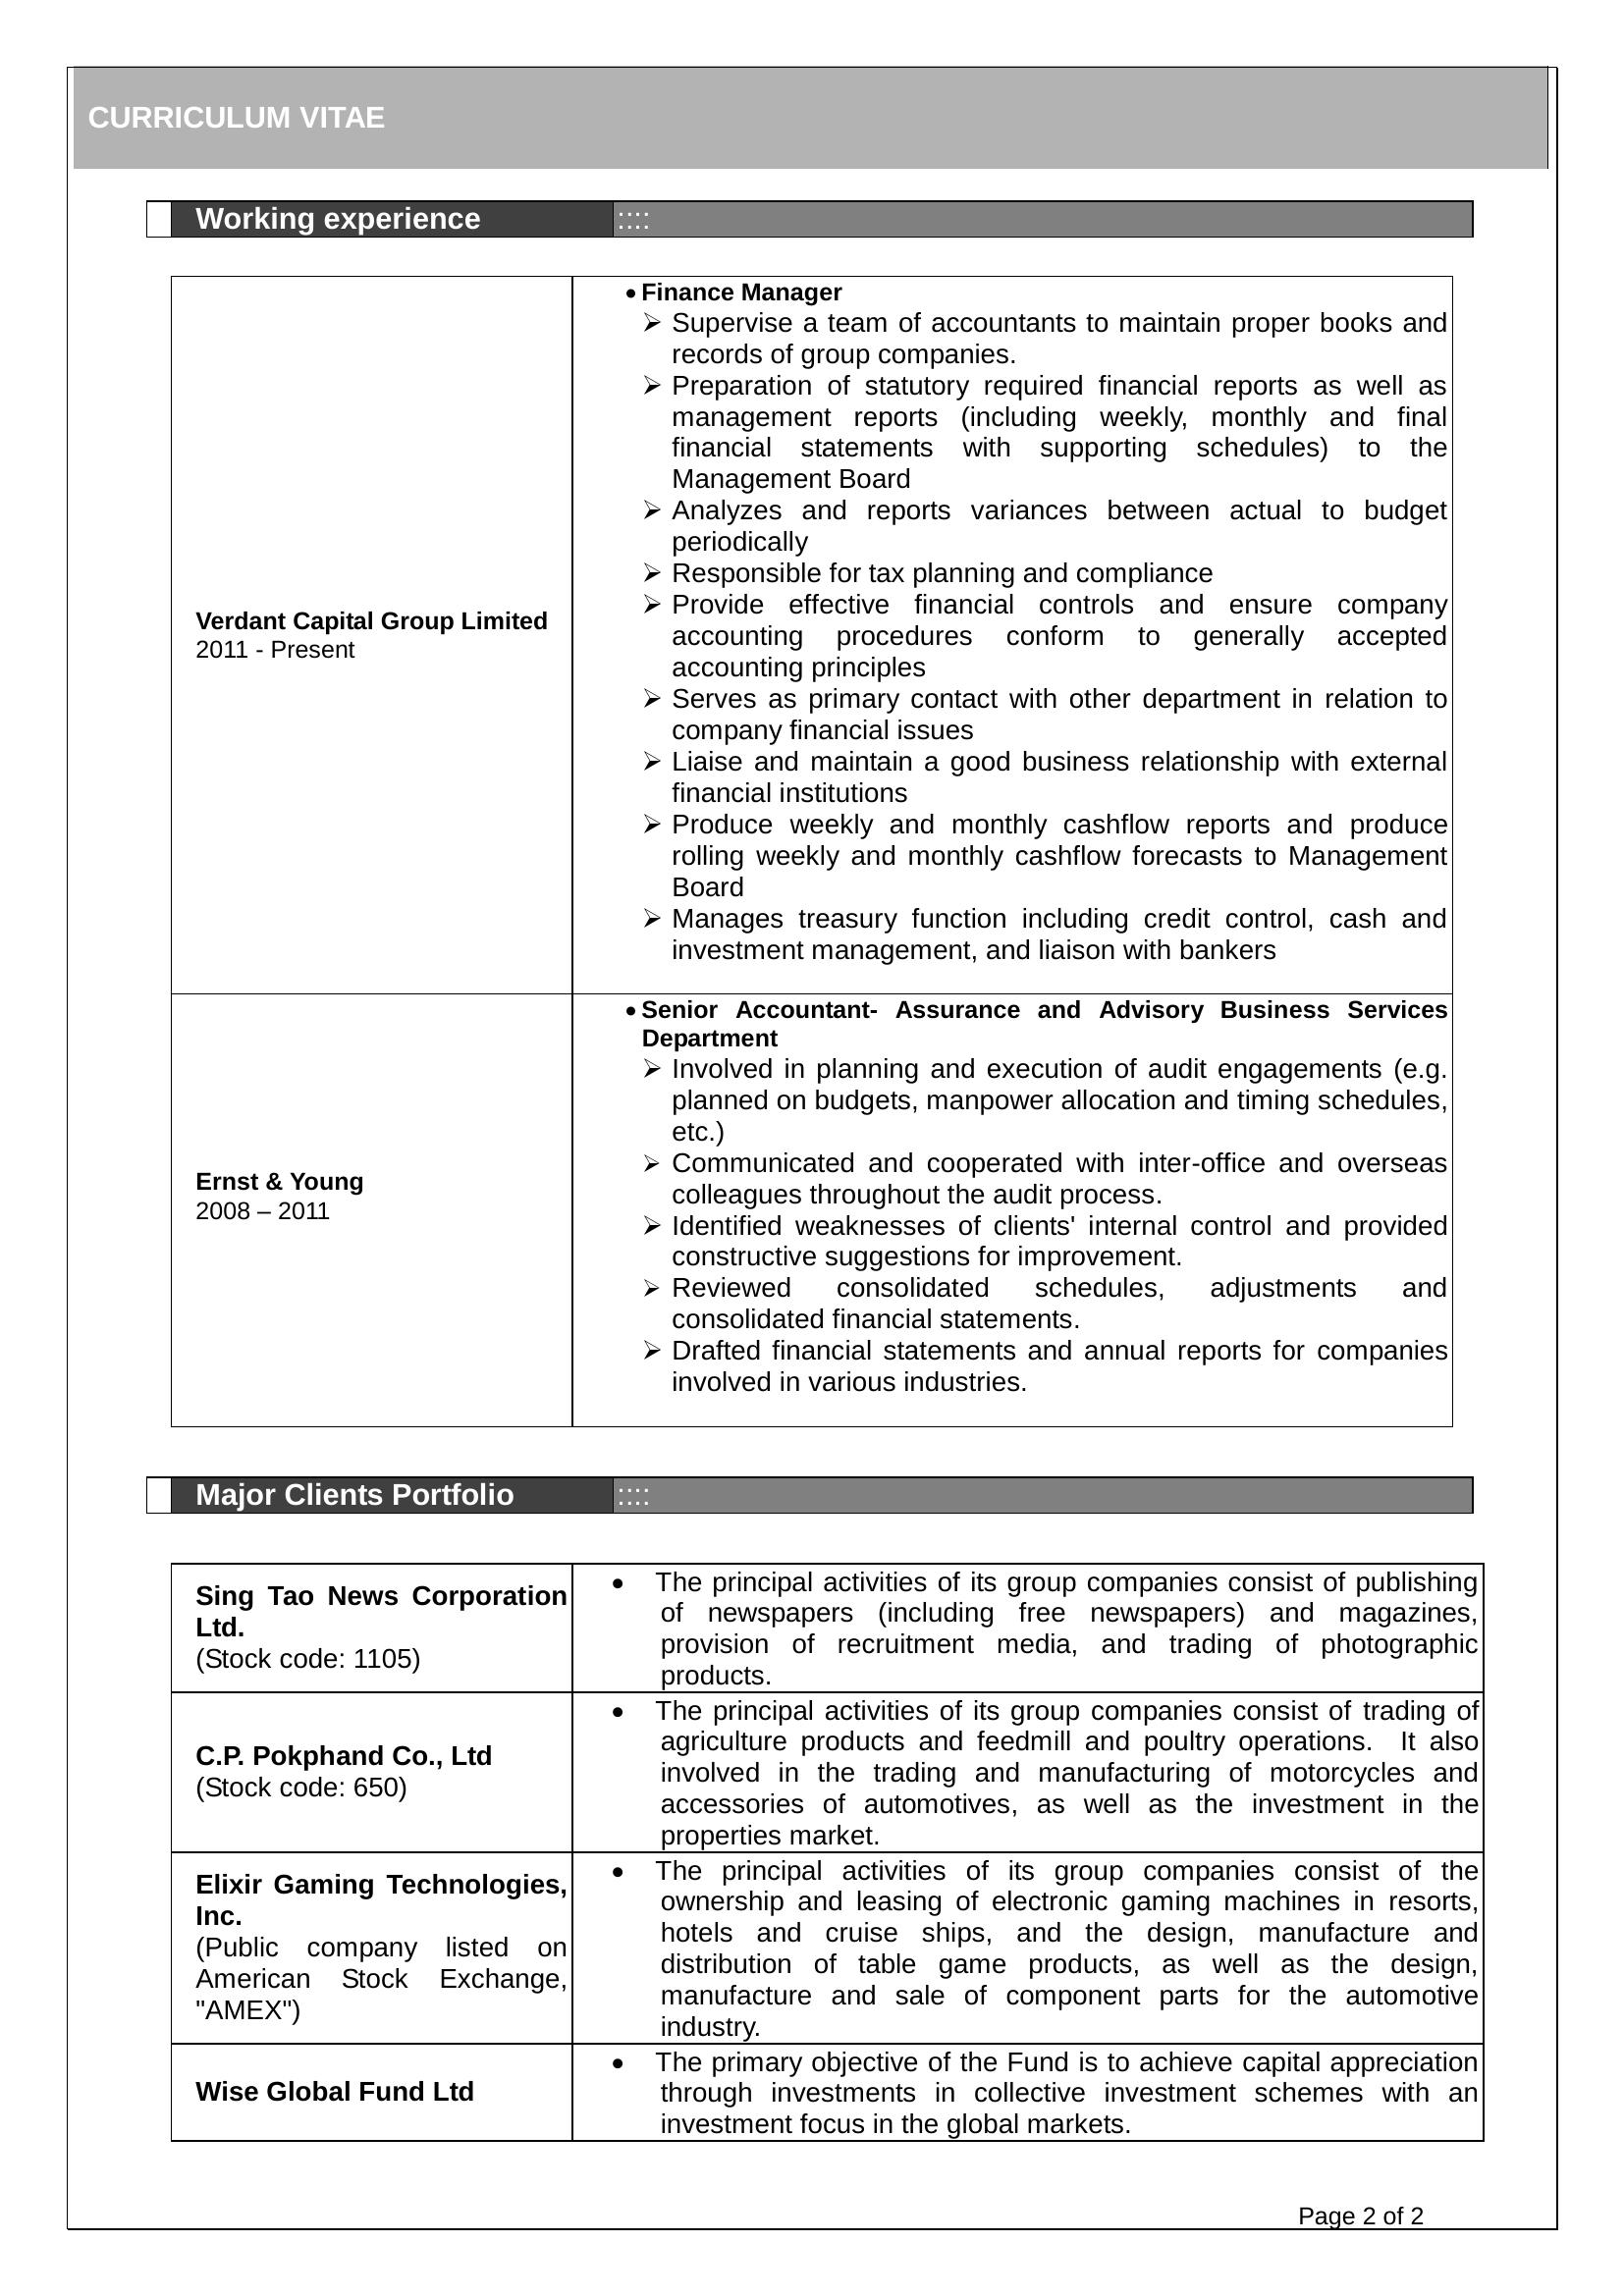 CURRICULUM VITAE
Working experience ::::
Verdant Capital Group Limited
2011 - Present
• Finance Manager
➢ Supervise a team of accountants to maintain proper books and
records of group companies.
➢ Preparation of statutory required financial reports as well as
management reports (including weekly, monthly and final
financial statements with supporting schedules) to the
Management Board
➢ Analyzes and reports variances between actual to budget
periodically
➢ Responsible for tax planning and compliance
➢ Provide effective financial controls and ensure company
accounting procedures conform to generally accepted
accounting principles
➢ Serves as primary contact with other department in relation to
company financial issues
➢ Liaise and maintain a good business relationship with external
financial institutions
➢ Produce weekly and monthly cashflow reports and produce
rolling weekly and monthly cashflow forecasts to Management
Board
➢ Manages treasury function including credit control, cash and
investment management, and liaison with bankers
Ernst & Young
2008 – 2011
• Senior Accountant- Assurance and Advisory Business Services
Department
➢ Involved in planning and execution of audit engagements (e.g.
planned on budgets, manpower allocation and timing schedules,
etc.)
➢ Communicated and cooperated with inter-office and overseas
colleagues throughout the audit process.
➢ Identified weaknesses of clients' internal control and provided
constructive suggestions for improvement.
➢ Reviewed consolidated schedules, adjustments and
consolidated financial statements.
➢ Drafted financial statements and annual reports for companies
involved in various industries.
Major Clients Portfolio ::::
Sing Tao News Corporation
Ltd.
(Stock code: 1105)
• The principal activities of its group companies consist of publishing
of newspapers (including free newspapers) and magazines,
provision of recruitment media, and trading of photographic
products.
C.P. Pokphand Co., Ltd
(Stock code: 650)
• The principal activities of its group companies consist of trading of
agriculture products and feedmill and poultry operations.  It also
involved in the trading and manufacturing of motorcycles and
accessories of automotives, as well as the investment in the
properties market.
Elixir Gaming Technologies,
Inc.
(Public company listed on
American Stock Exchange,
"AMEX")
• The principal activities of its group companies consist of the
ownership and leasing of electronic gaming machines in resorts,
hotels and cruise ships, and the design, manufacture and
distribution of table game products, as well as the design,
manufacture and sale of component parts for the automotive
industry.
Wise Global Fund Ltd
• The primary objective of the Fund is to achieve capital appreciation
through investments in collective investment schemes with an
investment focus in the global markets.
Page 2 of 2